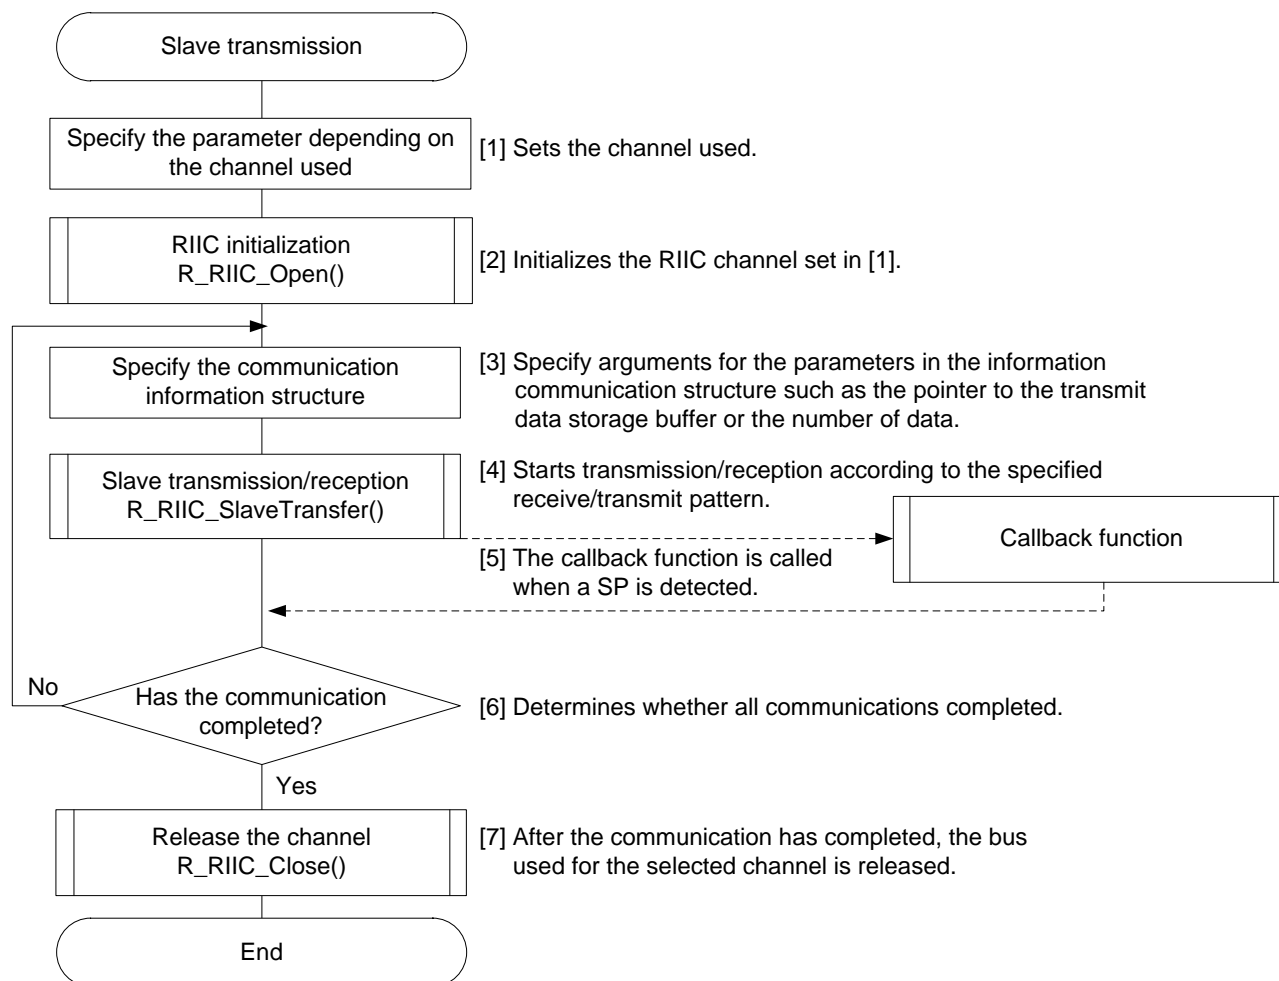 Slave transmission
Specify the parameter depending on
the channel used
[1] Sets the channel used.
RIIC initialization
R_RIIC_Open()
[2] Initializes the RIIC channel set in [1].
Specify the communication
information structure
[3] Specify arguments for the parameters in the information
communication structure such as the pointer to the transmit
data storage buffer or the number of data.
Slave transmission/reception
R_RIIC_SlaveTransfer()
[4] Starts transmission/reception according to the specified
receive/transmit pattern.
Callback function
[5] The callback function is called
when a SP is detected.
No
Has the communication
completed?
[6] Determines whether all communications completed.
Yes
Release the channel
R_RIIC_Close()
[7] After the communication has completed, the bus
used for the selected channel is released.
End